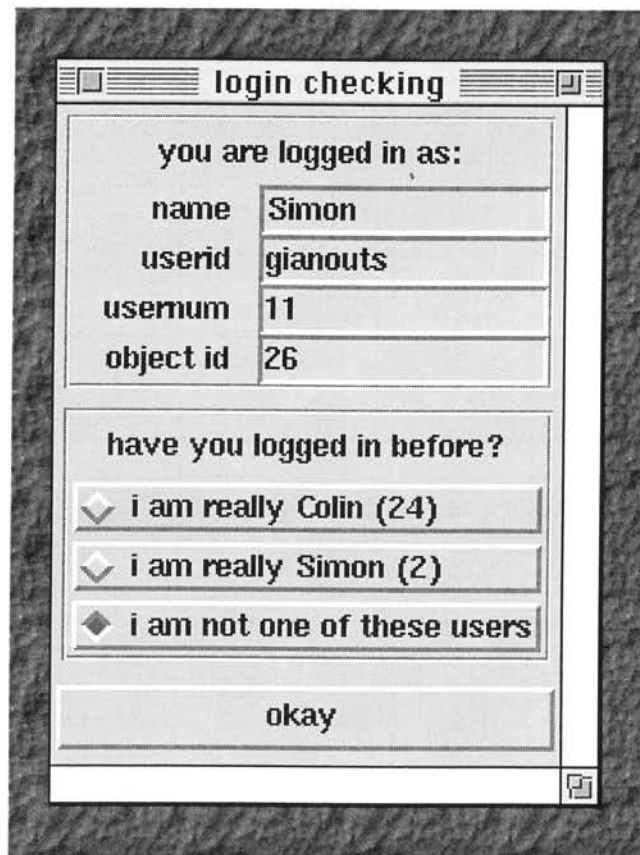 login checking
you are logged in as:
name Simon
userid gianouts
usernum 11
object id 26
have you logged in before?
i am really Colin (24)
i am really Simon (2)
i am not one of these users
okay